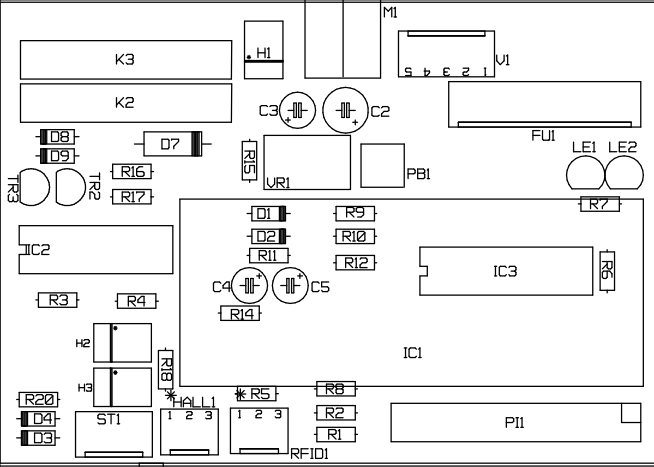 M1
K3
H1
V1
5 4 3 2 1
K2
C3
C2
FU1
D8
D7
D9
R15
LE1 LE2
TR3
TR2
R16
VR1
PB1
R17
R7
D1
R9
D2
R10
IC2
R11
R12
IC3
R6
C4
C5
R3
R4
R14
H2
R18
IC1
H3
R20
R5
R8
HALL1
D4
ST1
1 2 3
1 2 3
R2
PI1
D3
R1
RFID1